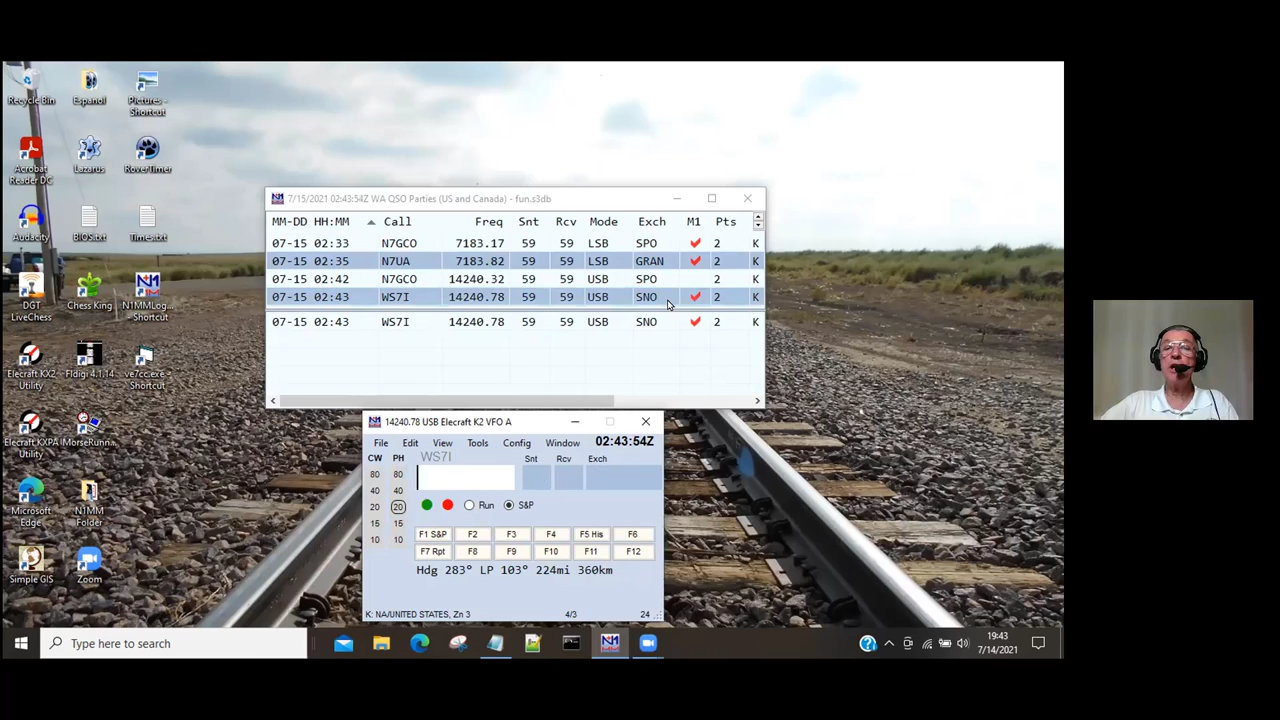 Recycle Bin
Espanol
Pictures -
Shortcut
Acrobat
Reader DC
Lazarus
RoverTimer
Audacity
BIOS.txt
Times.txt
DGT
LiveChess
Chess King
N1MMLog...
- Shortcut
Elecraft KX2
Utility
Fldigi 4.1.14
ve7cc.exe -
Shortcut
Elecraft KXPA
Utility
MorseRunn...
Microsoft
Edge
N1MM
Folder
Simple GIS
Zoom
7/15/2021 02:43:54Z WA QSO Parties (US and Canada) - fun.s3db
MM-DD HH:MM Call Freq Snt Rcv Mode Exch M1 Pts
07-15 02:33 N7GCO 7183.17 59 59 LSB SPO 2 K
07-15 02:35 N7UA 7183.82 59 59 LSB GRAN 2 K
07-15 02:42 N7GCO 14240.32 59 59 USB SPO 2 K
07-15 02:43 WS7I 14240.78 59 59 USB SNO 2 K
07-15 02:43 WS7I 14240.78 59 59 USB SNO 2 K
14240.78 USB Elecraft K2 VFO A
File Edit View Tools Config Window 02:43:54Z
CW PH WS7I Snt Rcv Exch
80 80
40 40
20 20 Run S&P
15 15
10 10
F1 S&P F2 F3 F4 F5 His F6
F7 Rpt F8 F9 F10 F11 F12
Hdg 283° LP 103° 224mi 360km
K: NA/UNITED STATES, Zn 3 4/3 24
Type here to search
19:43
7/14/2021